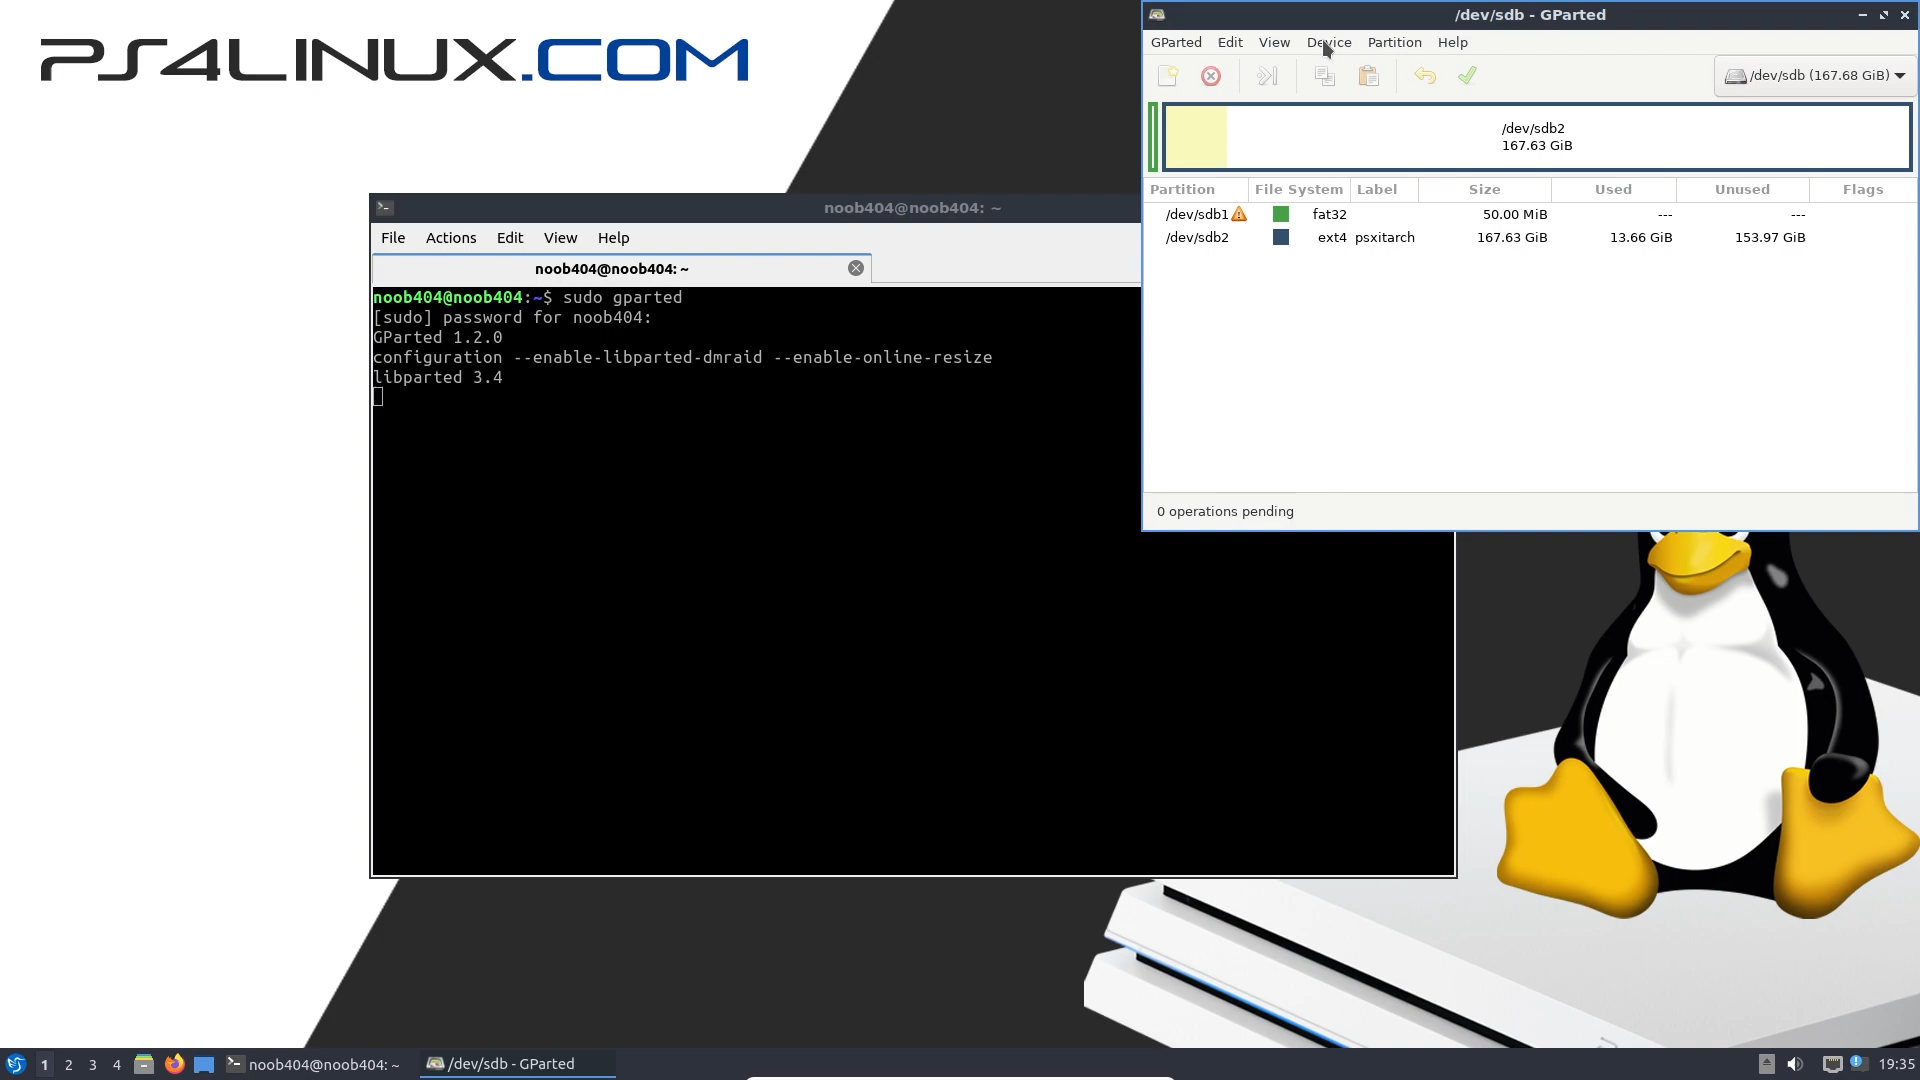 PS4LINUX.COM
/dev/sdb - GParted
GParted Edit View Device Partition Help
/dev/sdb (167.68 GiB)
/dev/sdb2
167.63 GiB
Partition File System Label Size Used Unused Flags
/dev/sdb1 fat32 50.00 MiB --- ---
/dev/sdb2 ext4 psxitarch 167.63 GiB 13.66 GiB 153.97 GiB
0 operations pending
noob404@noob404: ~
File Actions Edit View Help
noob404@noob404: ~
noob404@noob404:~$ sudo gparted
[sudo] password for noob404:
GParted 1.2.0
configuration --enable-libparted-dmraid --enable-online-resize
libparted 3.4
1 2 3 4 noob404@noob404: ~ /dev/sdb - GParted 19:35